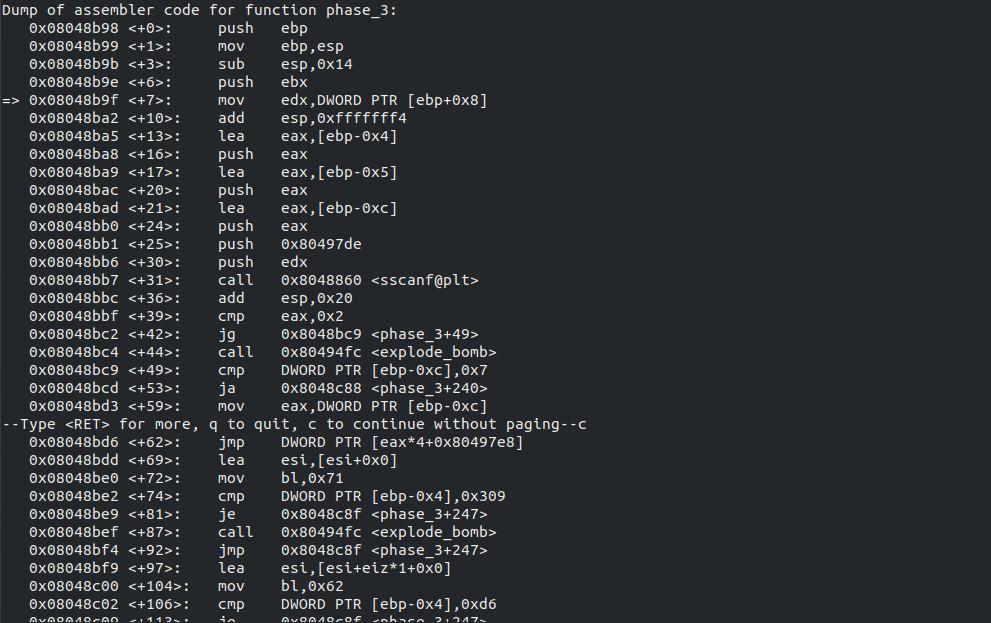 Dump of assembler code for function phase_3:
   0x08048b98 <+0>:     push   ebp
   0x08048b99 <+1>:     mov    ebp,esp
   0x08048b9b <+3>:     sub    esp,0x14
   0x08048b9e <+6>:     push   ebx
=> 0x08048b9f <+7>:     mov    edx,DWORD PTR [ebp+0x8]
   0x08048ba2 <+10>:    add    esp,0xfffffff4
   0x08048ba5 <+13>:    lea    eax,[ebp-0x4]
   0x08048ba8 <+16>:    push   eax
   0x08048ba9 <+17>:    lea    eax,[ebp-0x5]
   0x08048bac <+20>:    push   eax
   0x08048bad <+21>:    lea    eax,[ebp-0xc]
   0x08048bb0 <+24>:    push   eax
   0x08048bb1 <+25>:    push   0x80497de
   0x08048bb6 <+30>:    push   edx
   0x08048bb7 <+31>:    call   0x8048860 <sscanf@plt>
   0x08048bbc <+36>:    add    esp,0x20
   0x08048bbf <+39>:    cmp    eax,0x2
   0x08048bc2 <+42>:    jg     0x8048bc9 <phase_3+49>
   0x08048bc4 <+44>:    call   0x80494fc <explode_bomb>
   0x08048bc9 <+49>:    cmp    DWORD PTR [ebp-0xc],0x7
   0x08048bcd <+53>:    ja     0x8048c88 <phase_3+240>
   0x08048bd3 <+59>:    mov    eax,DWORD PTR [ebp-0xc]
--Type <RET> for more, q to quit, c to continue without paging--c
   0x08048bd6 <+62>:    jmp    DWORD PTR [eax*4+0x80497e8]
   0x08048bdd <+69>:    lea    esi,[esi+0x0]
   0x08048be0 <+72>:    mov    bl,0x71
   0x08048be2 <+74>:    cmp    DWORD PTR [ebp-0x4],0x309
   0x08048be9 <+81>:    je     0x8048c8f <phase_3+247>
   0x08048bef <+87>:    call   0x80494fc <explode_bomb>
   0x08048bf4 <+92>:    jmp    0x8048c8f <phase_3+247>
   0x08048bf9 <+97>:    lea    esi,[esi+eiz*1+0x0]
   0x08048c00 <+104>:   mov    bl,0x62
   0x08048c02 <+106>:   cmp    DWORD PTR [ebp-0x4],0xd6
   0x08048c09 <+113>:   je     0x8048c8f <phase_3+247>